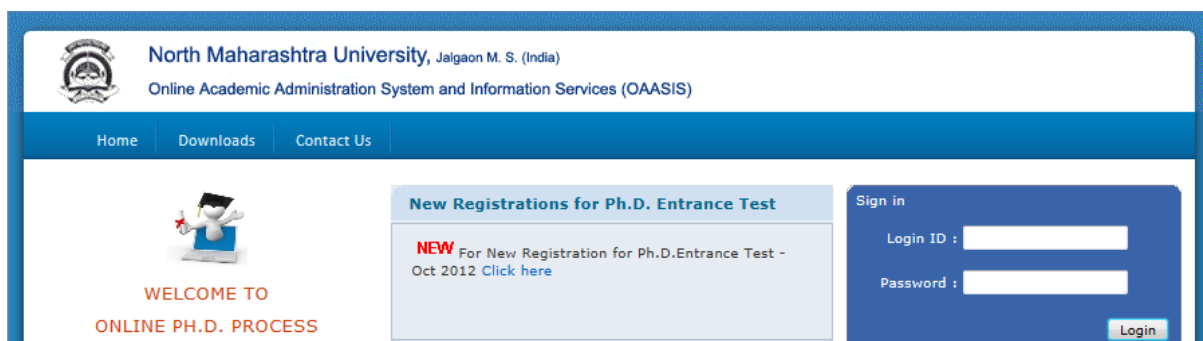 North Maharashtra University, Jalgaon M. S. (India)
Online Academic Administration System and Information Services (OAASIS)
Home Downloads Contact Us
WELCOME TO
ONLINE PH.D. PROCESS
New Registrations for Ph.D. Entrance Test
NEW For New Registration for Ph.D.Entrance Test -
Oct 2012 Click here
Sign in
Login ID :
Password :
Login